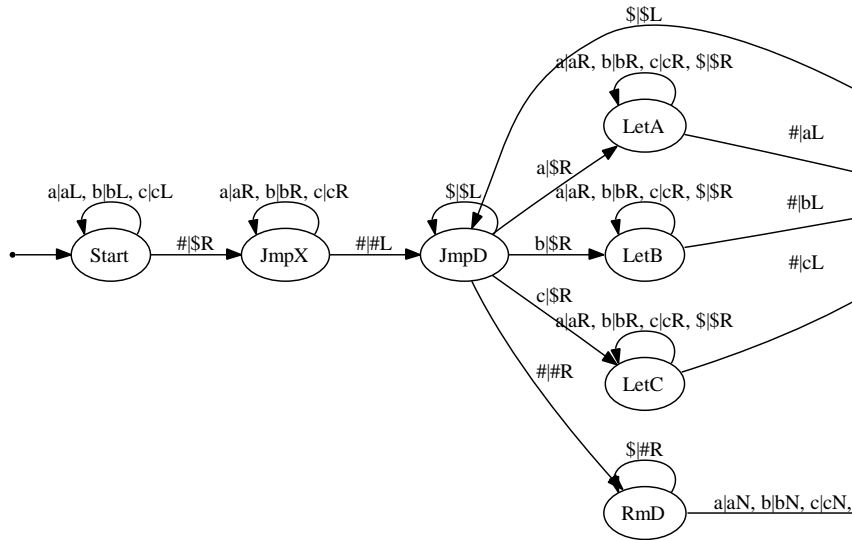 $|$L
a|aR, b|bR, c|cR, $|$R
LetA
#|aL
a|$R
a|aL, b|bL, c|cL
a|aR, b|bR, c|cR
$|$L
a|aR, b|bR, c|cR, $|$R
#|bL
Start
#|$R
JmpX
#|#L
JmpD
b|$R
LetB
#|cL
c|$R
a|aR, b|bR, c|cR, $|$R
#|#R
LetC
$|#R
RmD
a|aN, b|bN, c|cN,